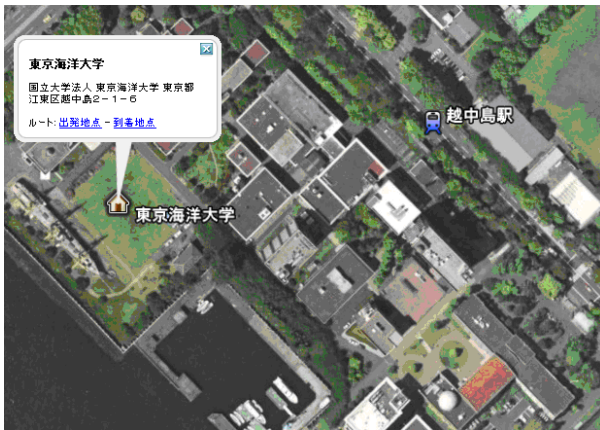 東京海洋大学
国立大学法人 東京海洋大学 東京都
江東区越中島2-1-6
ルート: 出発地点 - 到着地点
越中島駅
東京海洋大学